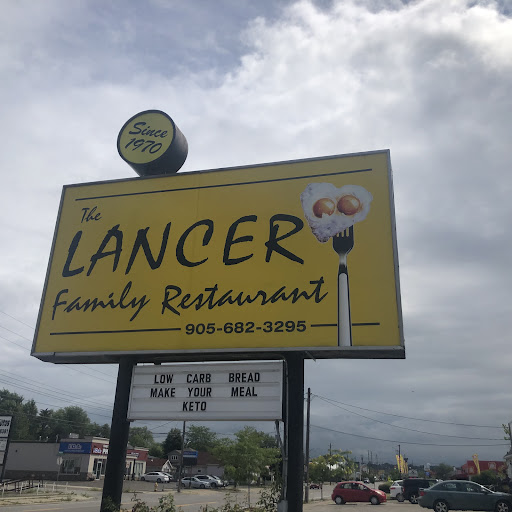 Since
1970
The
LANCER
Family Restaurant
905-682-3295
LOW CARB BREAD
MAKE YOUR MEAL
KETO